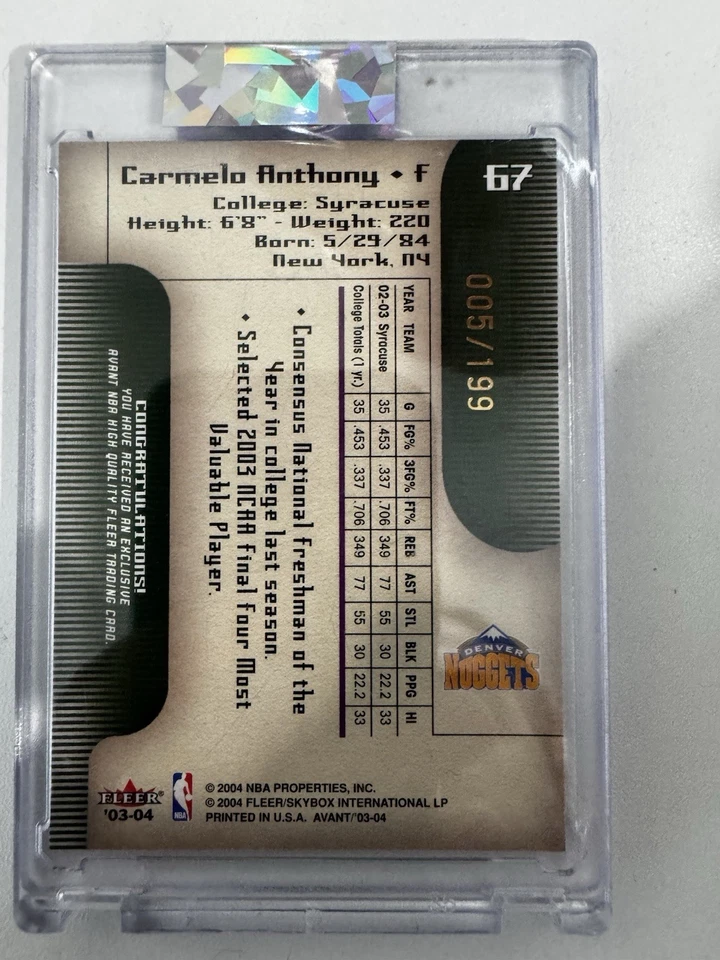 Carmelo Anthony • F
67
College: Syracuse
Height: 6'8" - Weight: 220
Born: 5/29/84
New York, NY
005/199
YEAR TEAM G FG% 3FG% FT% REB AST STL BLK PPG HI
02-03 Syracuse 35 .453 .337 .706 349 77 55 30 22.2 33
College Totals (1 yr.) 35 .453 .337 .706 349 77 55 30 22.2 33
• Consensus National Freshman of the
Year in college last season.
• Selected 2003 NCAA Final Four Most
Valuable Player.
CONGRATULATIONS!
YOU HAVE RECEIVED AN EXCLUSIVE
AVANT NBA HIGH QUALITY FLEER TRADING CARD.
DENVER
NUGGETS
FLEER
'03-04
NBA
© 2004 NBA PROPERTIES, INC.
© 2004 FLEER/SKYBOX INTERNATIONAL LP
PRINTED IN U.S.A. AVANT/'03-04